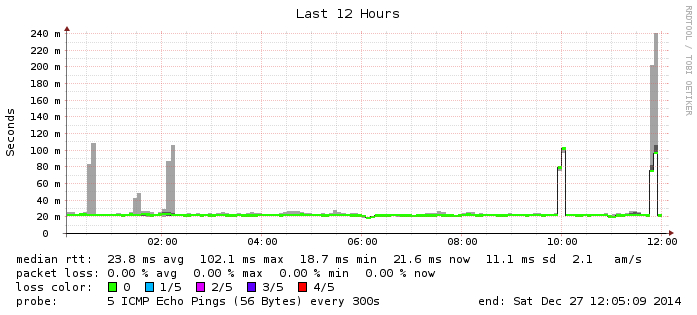 Last 12 Hours
RRDTOOL / TOBI OETIKER
Seconds
240 m
220 m
200 m
180 m
160 m
140 m
120 m
100 m
80 m
60 m
40 m
20 m
0
02:00 04:00 06:00 08:00 10:00 12:00
median rtt: 23.8 ms avg 102.1 ms max 18.7 ms min 21.6 ms now 11.1 ms sd 2.1 am/s
packet loss: 0.00 % avg 0.00 % max 0.00 % min 0.00 % now
loss color: 0 1/5 2/5 3/5 4/5
probe: 5 ICMP Echo Pings (56 Bytes) every 300s end: Sat Dec 27 12:05:09 2014